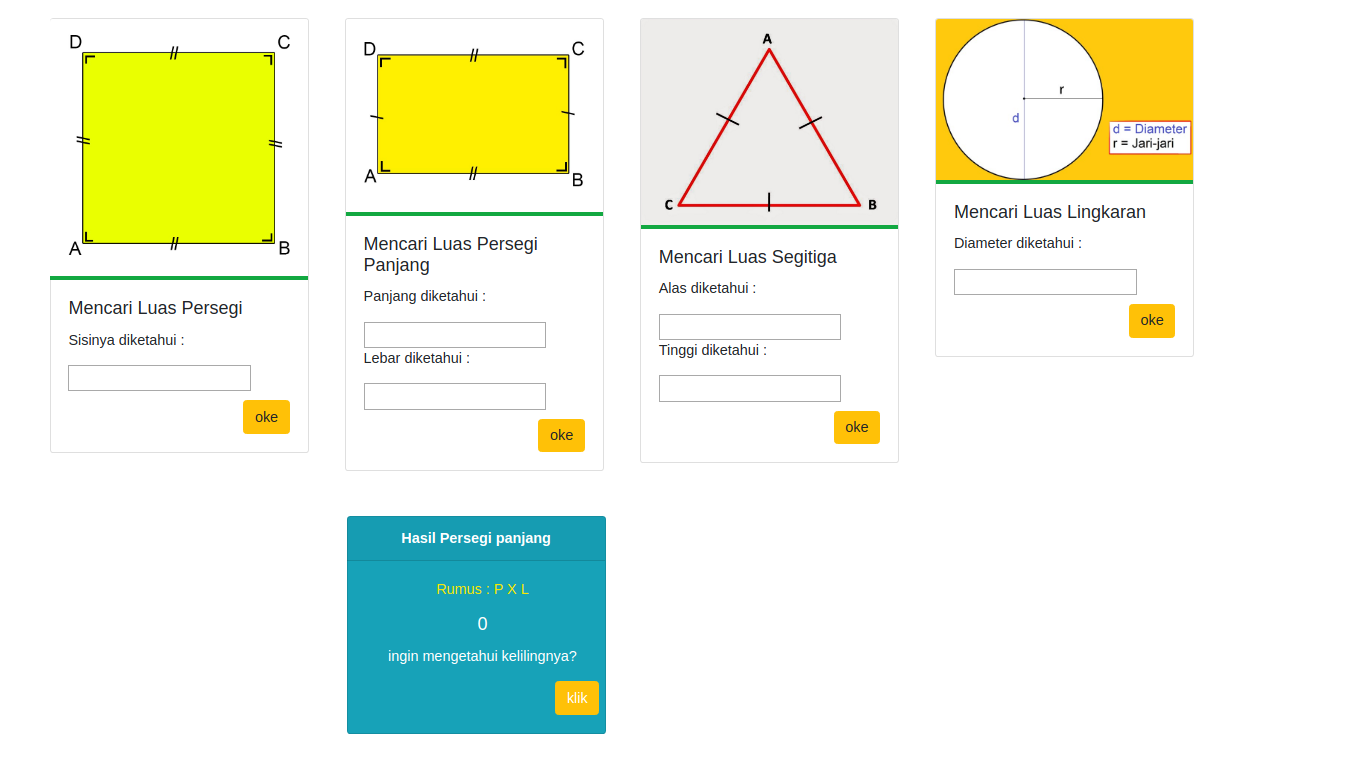 D C
A B
Mencari Luas Persegi
Sisinya diketahui :
oke
D C
A B
Mencari Luas Persegi
Panjang
Panjang diketahui :
Lebar diketahui :
oke
A
C B
Mencari Luas Segitiga
Alas diketahui :
Tinggi diketahui :
oke
r
d
d = Diameter
r = Jari-jari
Mencari Luas Lingkaran
Diameter diketahui :
oke
Hasil Persegi panjang
Rumus : P X L
0
ingin mengetahui kelilingnya?
klik